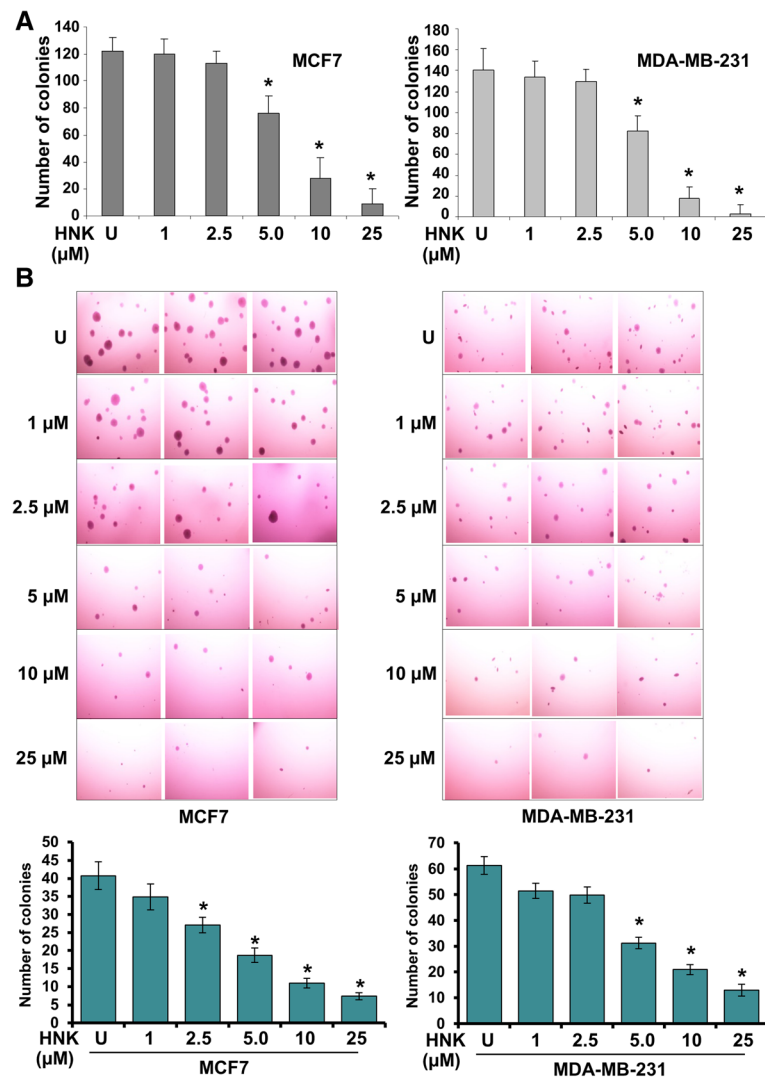 A
Number of colonies
140
120
100
80
60
40
20
0
MCF7
*
*
*
HNK U 1 2.5 5.0 10 25
(µM)
Number of colonies
180
160
140
120
100
80
60
40
20
0
MDA-MB-231
*
*
*
HNK U 1 2.5 5.0 10 25
(µM)
B
U
1 µM
2.5 µM
5 µM
10 µM
25 µM
MCF7
U
1 µM
2.5 µM
5 µM
10 µM
25 µM
MDA-MB-231
Number of colonies
50
45
40
35
30
25
20
15
10
5
0
*
*
*
*
HNK U 1 2.5 5.0 10 25
(µM)
MCF7
Number of colonies
70
60
50
40
30
20
10
0
*
*
*
HNK U 1 2.5 5.0 10 25
(µM)
MDA-MB-231